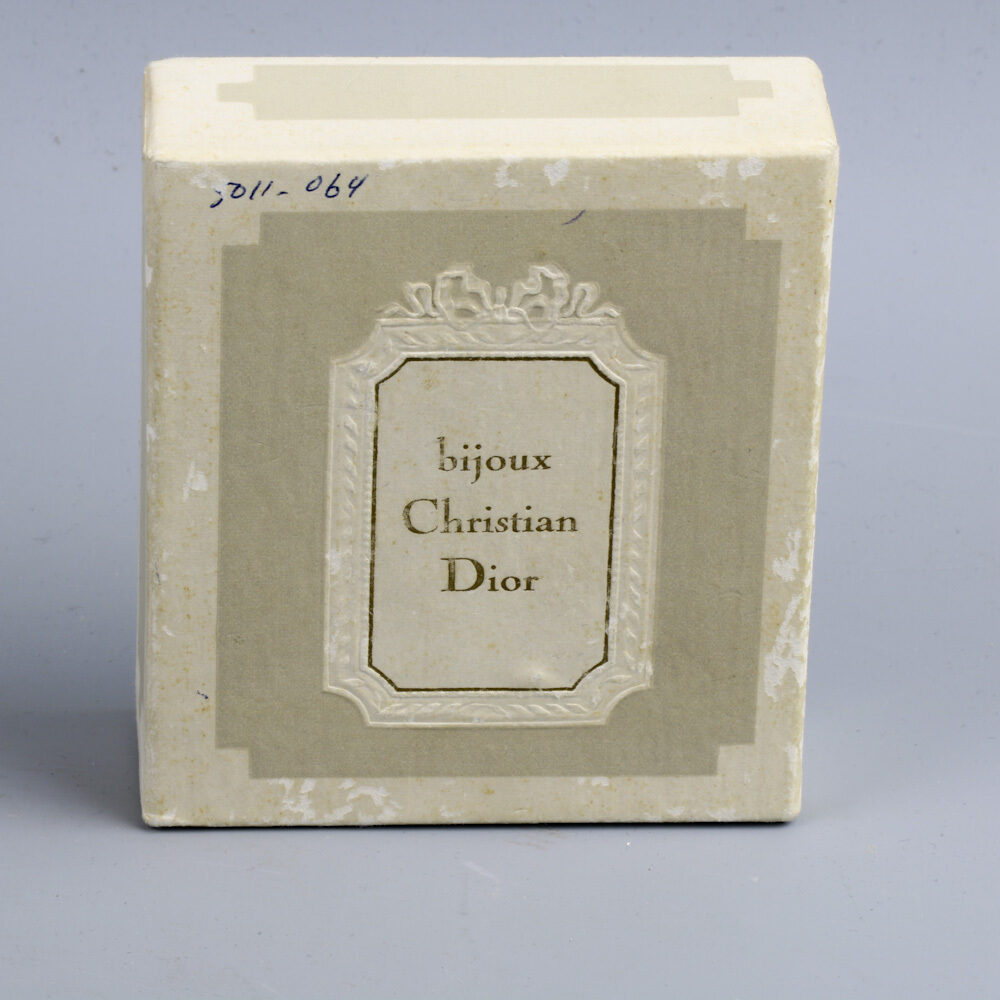 5011-064
bijoux
Christian
Dior